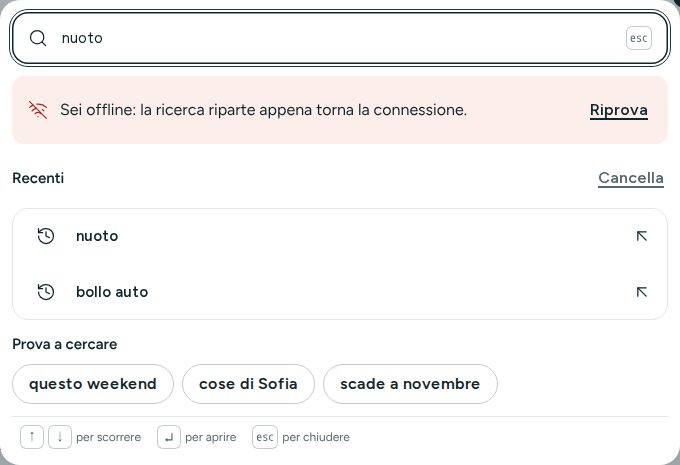 nuoto esc
Sei offline: la ricerca riparte appena torna la connessione. Riprova
Recenti Cancella
nuoto
bollo auto
Prova a cercare
questo weekend cose di Sofia scade a novembre
↑ ↓ per scorrere ↵ per aprire esc per chiudere